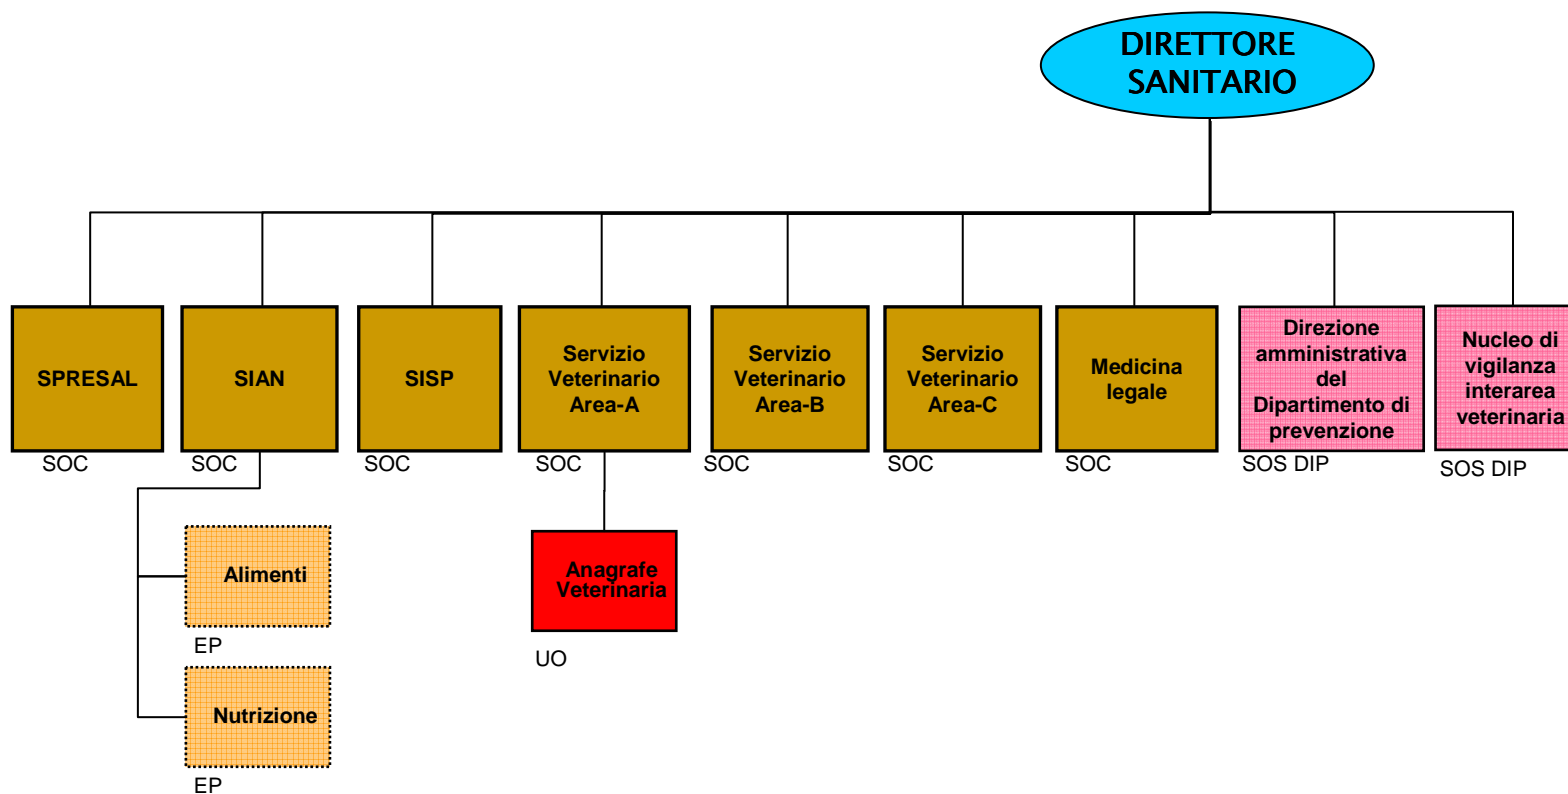 DIRETTORE
SANITARIO
SPRESAL
SOC
SIAN
SOC
SISP
SOC
Servizio
Veterinario
Area-A
SOC
Servizio
Veterinario
Area-B
SOC
Servizio
Veterinario
Area-C
SOC
Medicina
legale
SOC
Direzione
amministrativa
del
Dipartimento di
prevenzione
SOS DIP
Nucleo di
vigilanza
interarea
veterinaria
SOS DIP
Alimenti
EP
Nutrizione
EP
Anagrafe
Veterinaria
UO